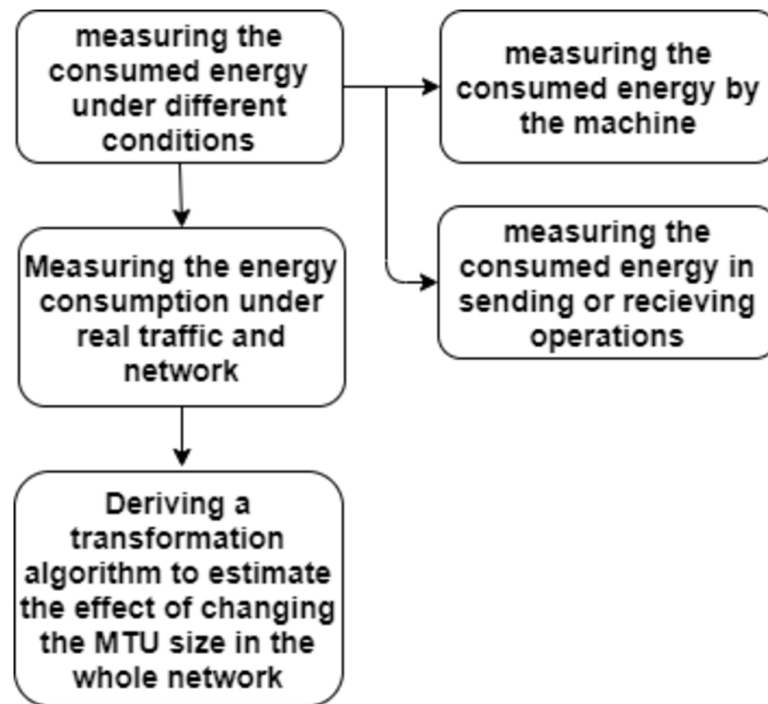 measuring the
consumed energy
under different
conditions
measuring the
consumed energy by
the machine
measuring the
consumed energy in
sending or recieving
operations
Measuring the energy
consumption under
real traffic and
network
Deriving a
transformation
algorithm to estimate
the effect of changing
the MTU size in the
whole network